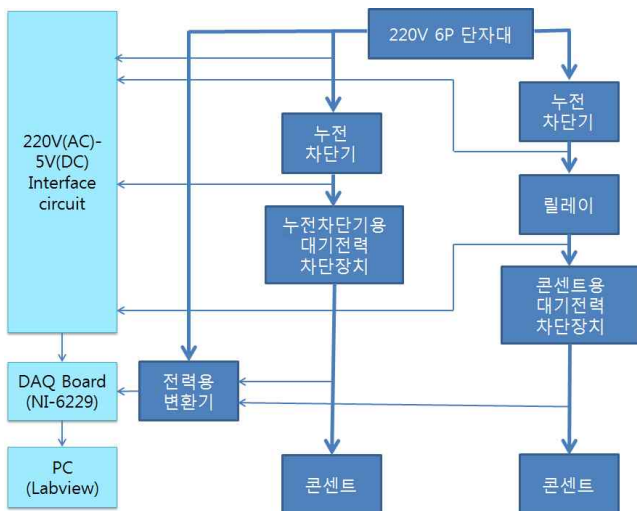 220V 6P 단자대
220V(AC)-
5V(DC)
Interface
circuit
누전
차단기
누전
차단기
릴레이
누전차단기용
대기전력
차단장치
콘센트용
대기전력
차단장치
DAQ Board
(NI-6229)
전력용
변환기
PC
(Labview)
콘센트
콘센트